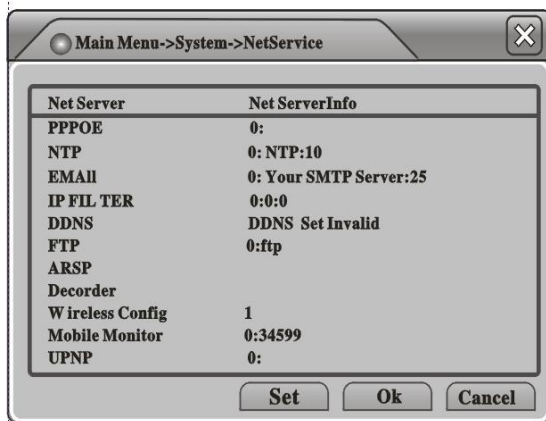 Main Menu->System->NetService
Net Server Net ServerInfo
PPPOE 0:
NTP 0: NTP:10
EMAIl 0: Your SMTP Server:25
IP FIL TER 0:0:0
DDNS DDNS Set Invalid
FTP 0:ftp
ARSP
Decorder
W ireless Config 1
Mobile Monitor 0:34599
UPNP 0:
Set Ok Cancel